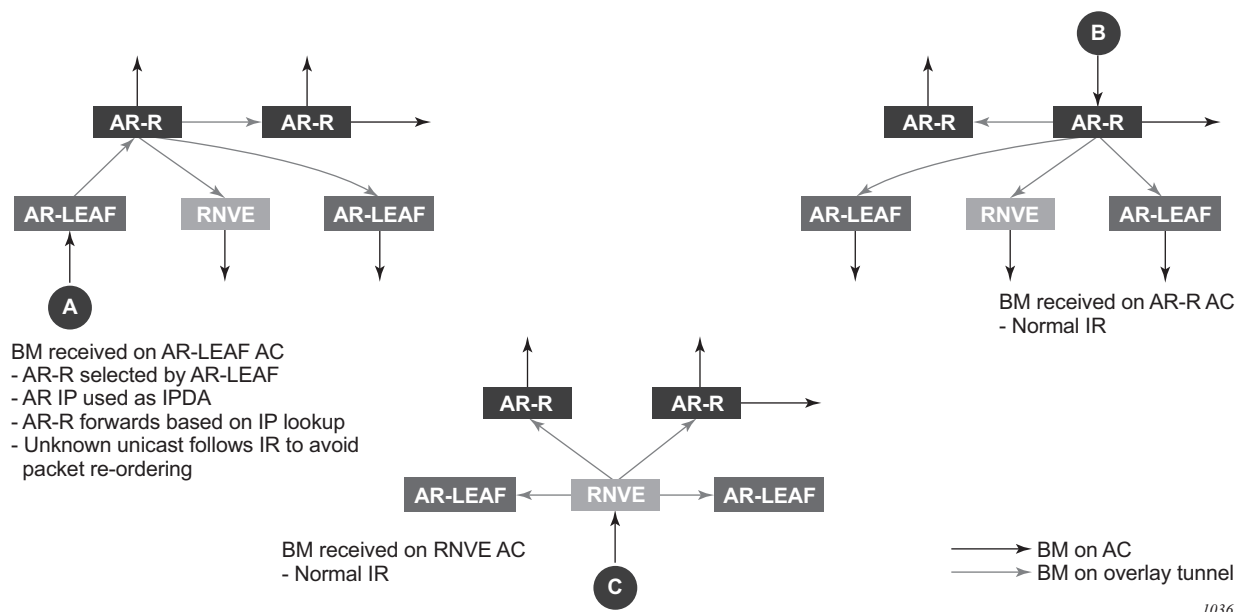 AR-R
AR-R
AR-LEAF
RNVE
AR-LEAF
A
BM received on AR-LEAF AC
- AR-R selected by AR-LEAF
- AR IP used as IPDA
- AR-R forwards based on IP lookup
- Unknown unicast follows IR to avoid
packet re-ordering
B
AR-R
AR-R
AR-LEAF
RNVE
AR-LEAF
BM received on AR-R AC
- Normal IR
AR-R
AR-R
AR-LEAF
RNVE
AR-LEAF
BM received on RNVE AC
- Normal IR
C
BM on AC
BM on overlay tunnel
1036